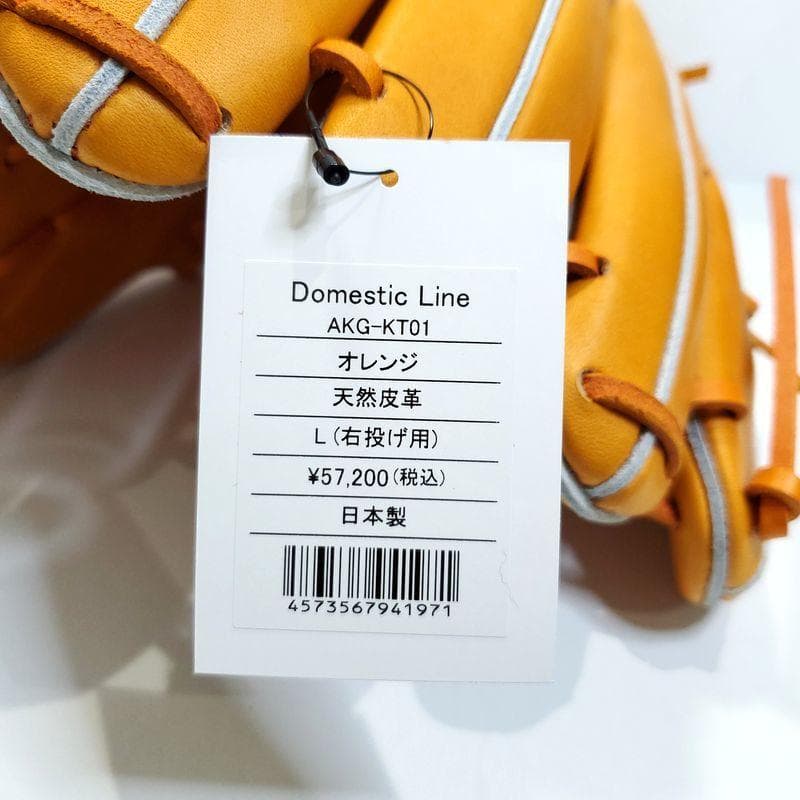 Domestic Line
AKG-KT01
オレンジ
天然皮革
L(右投げ用)
¥57,200(税込)
日本製
4573567941971